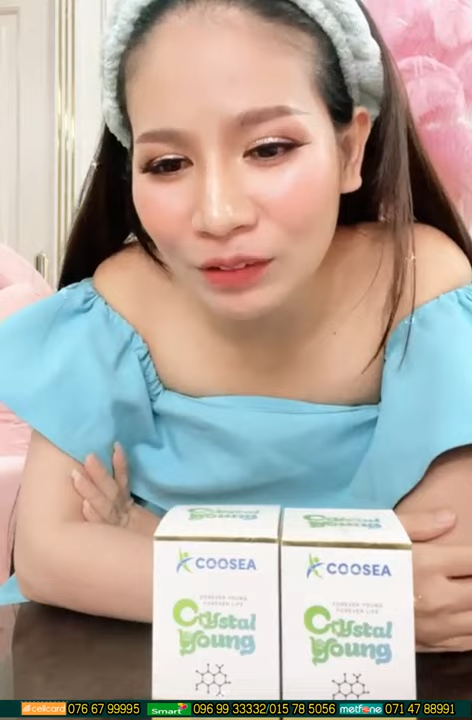 Crystal
Young
Crystal
Young
COOSEA
COOSEA
FOREVER YOUNG
FOREVER LIFE
FOREVER YOUNG
FOREVER LIFE
Crystal
Young
Crystal
Young
cellcard 076 67 99995 Smart 096 99 33332/015 78 5056 metfone 071 47 88991